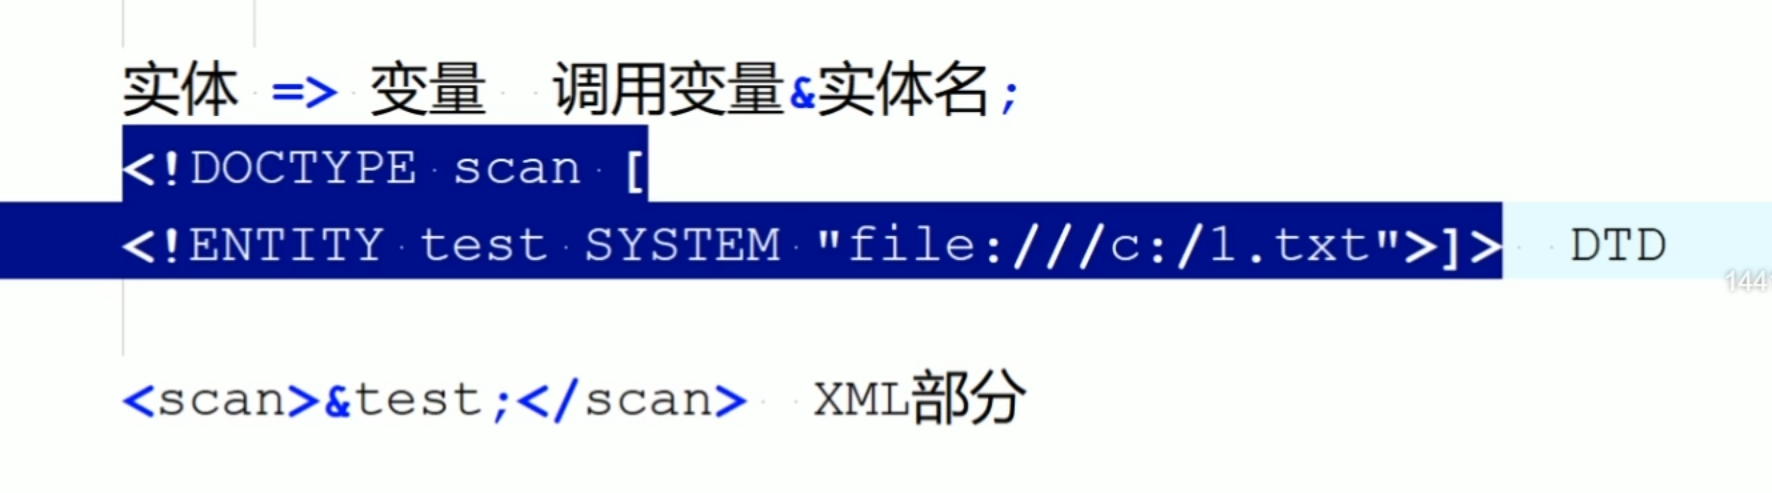 实体 => 变量 调用变量&实体名;
<!DOCTYPE scan [
<!ENTITY test SYSTEM "file:///c:/1.txt">]> DTD
144
<scan>&test;</scan> XML部分